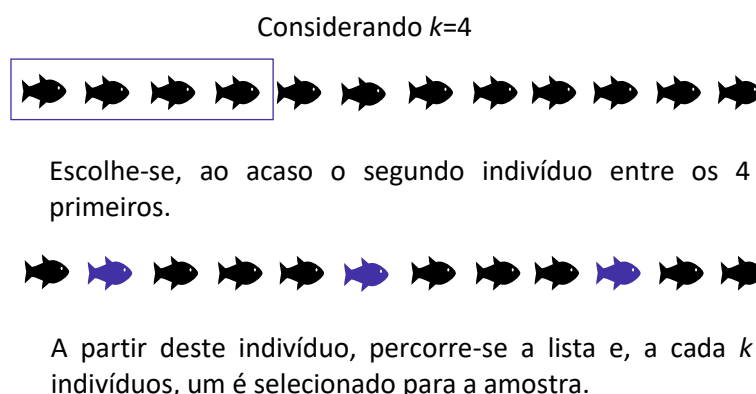 Considerando k=4
Escolhe-se, ao acaso o segundo indivíduo entre os 4
primeiros.
A partir deste indivíduo, percorre-se a lista e, a cada k
indivíduos, um é selecionado para a amostra.